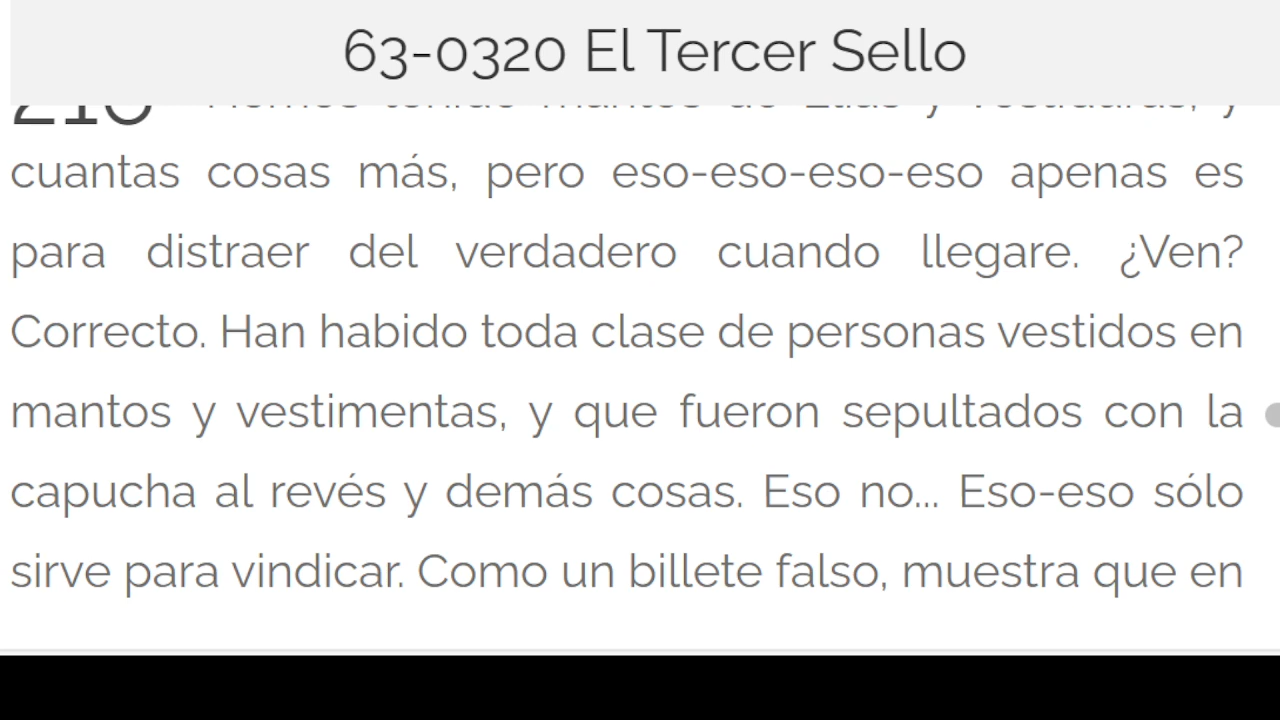 63-0320 El Tercer Sello
cuantas cosas más, pero eso-eso-eso-eso apenas es
para distraer del verdadero cuando llegare. ¿Ven?
Correcto. Han habido toda clase de personas vestidos en
mantos y vestimentas, y que fueron sepultados con la
capucha al revés y demás cosas. Eso no... Eso-eso sólo
sirve para vindicar. Como un billete falso, muestra que en